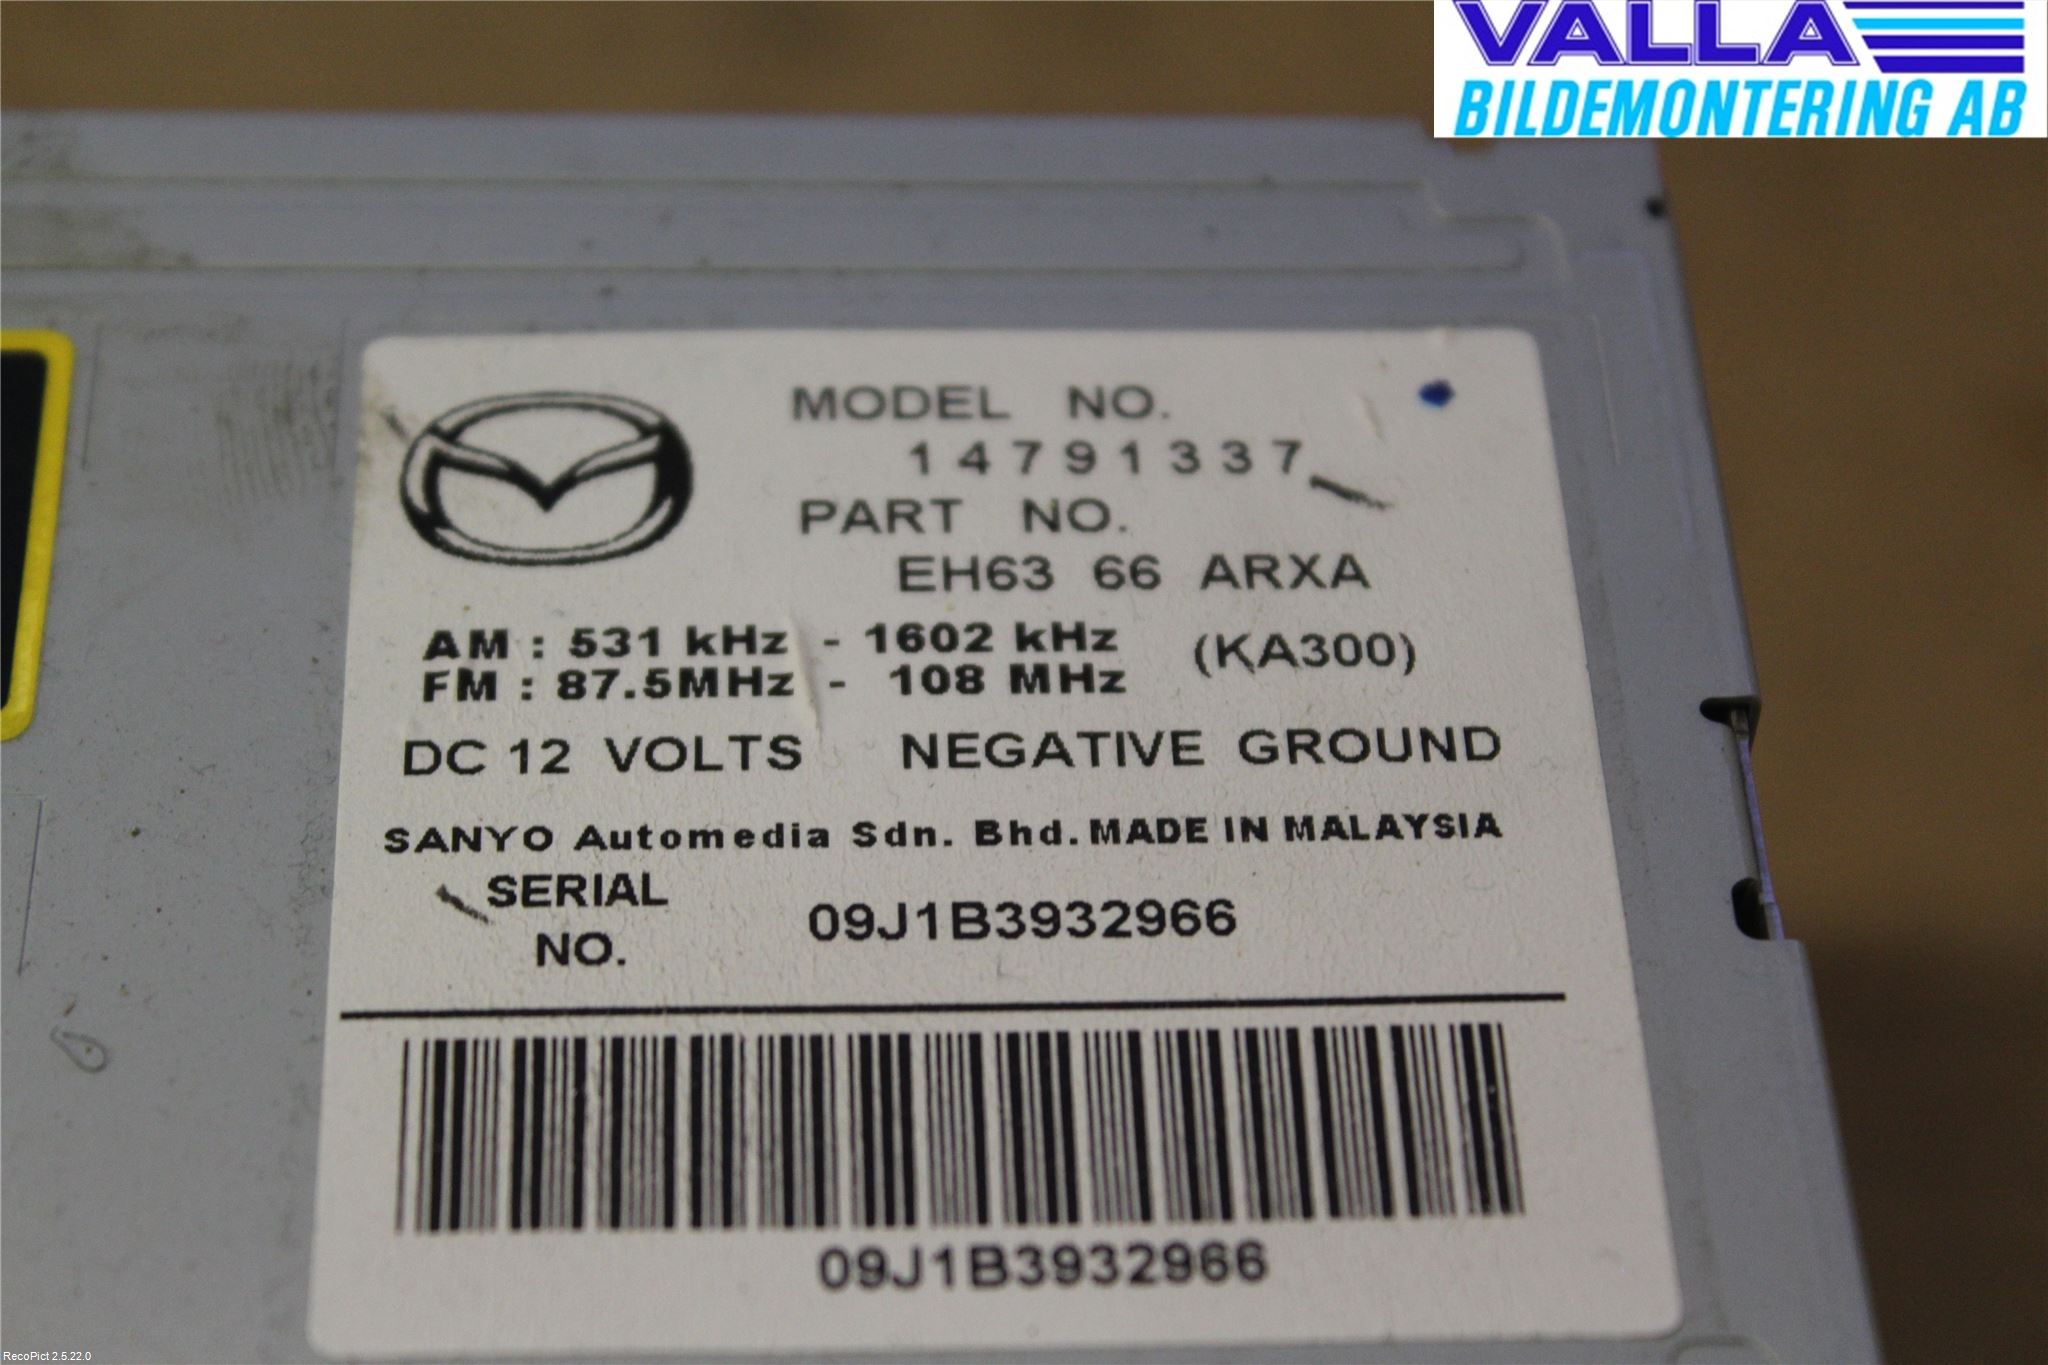 VALLA
BILDEMONTERING AB
MODEL NO.
14791337
PART NO.
EH63 66 ARXA
AM : 531 kHz - 1602 kHz (KA300)
FM : 87.5MHz - 108 MHz
DC 12 VOLTS NEGATIVE GROUND
SANYO Automedia Sdn. Bhd. MADE IN MALAYSIA
SERIAL
NO. 09J1B3932966
09J1B3932966
RecoPict 2.5.22.0